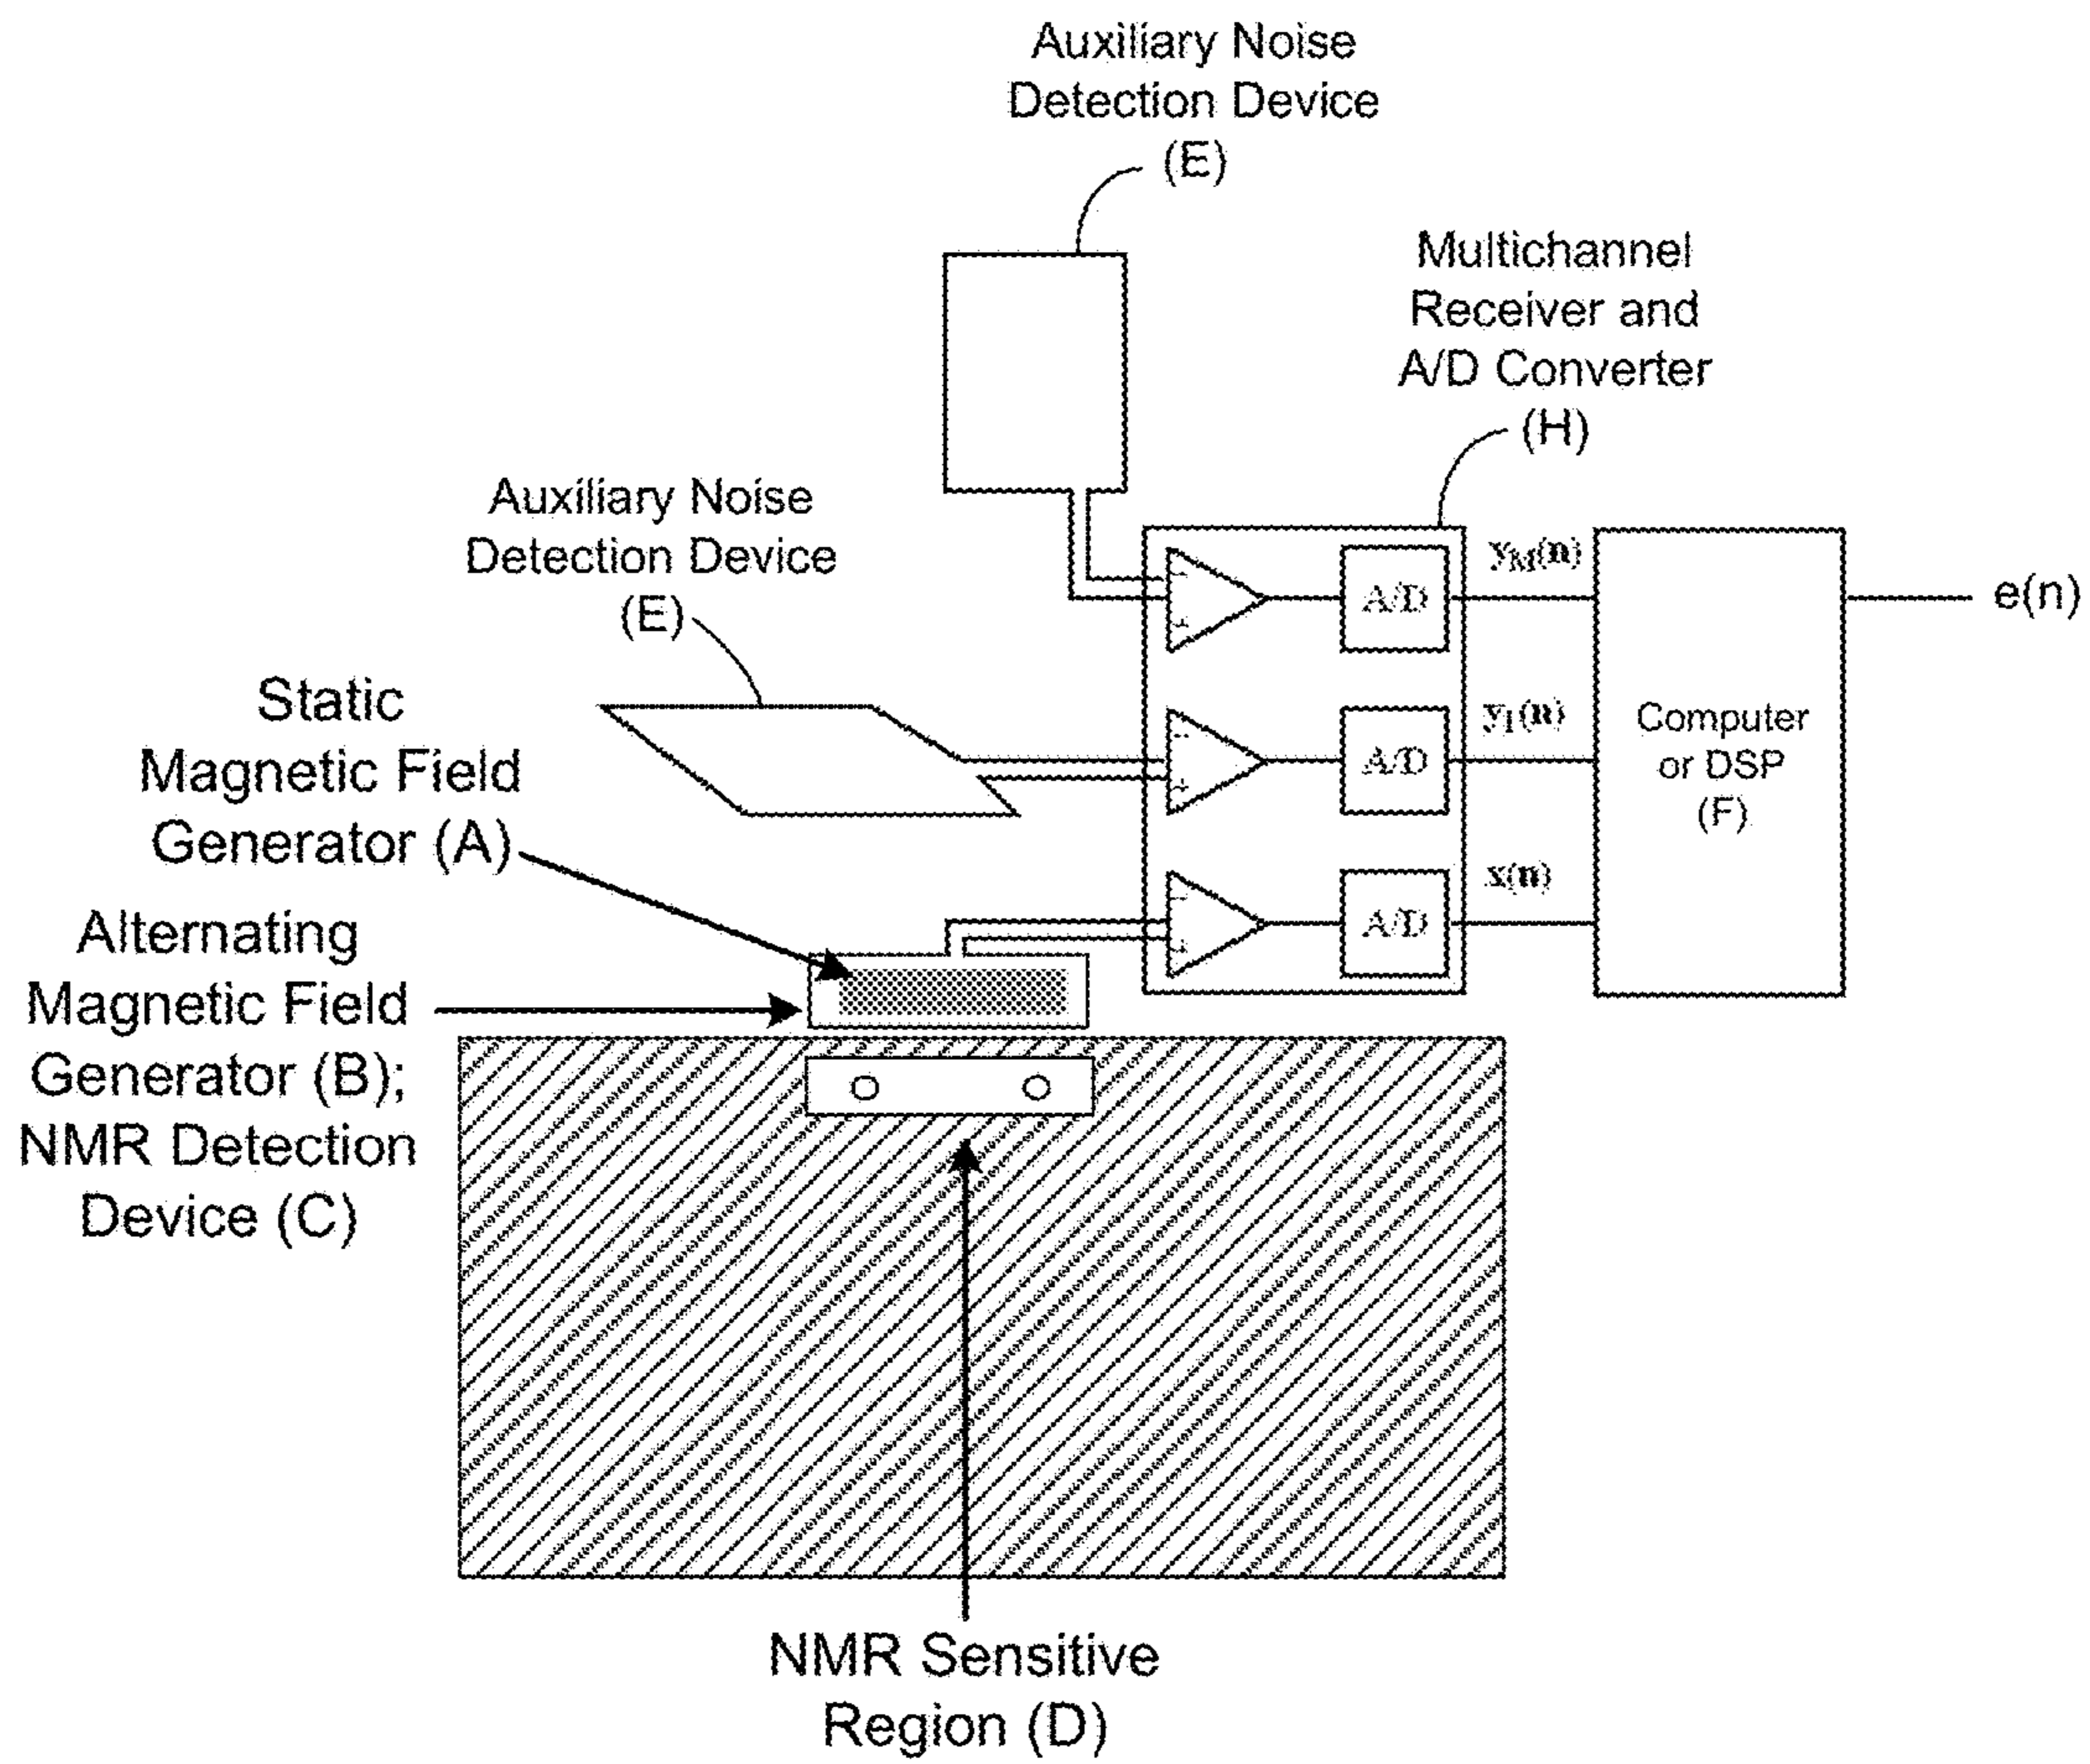 Auxiliary Noise
Detection Device
(E)
Multichannel
Receiver and
A/D Converter
(H)
Auxiliary Noise
Detection Device
(E)
yM(n)
A/D
e(n)
Static
Magnetic Field
Generator (A)
y1(n)
A/D
Computer
or DSP
(F)
x(n)
A/D
Alternating
Magnetic Field
Generator (B);
NMR Detection
Device (C)
NMR Sensitive
Region (D)